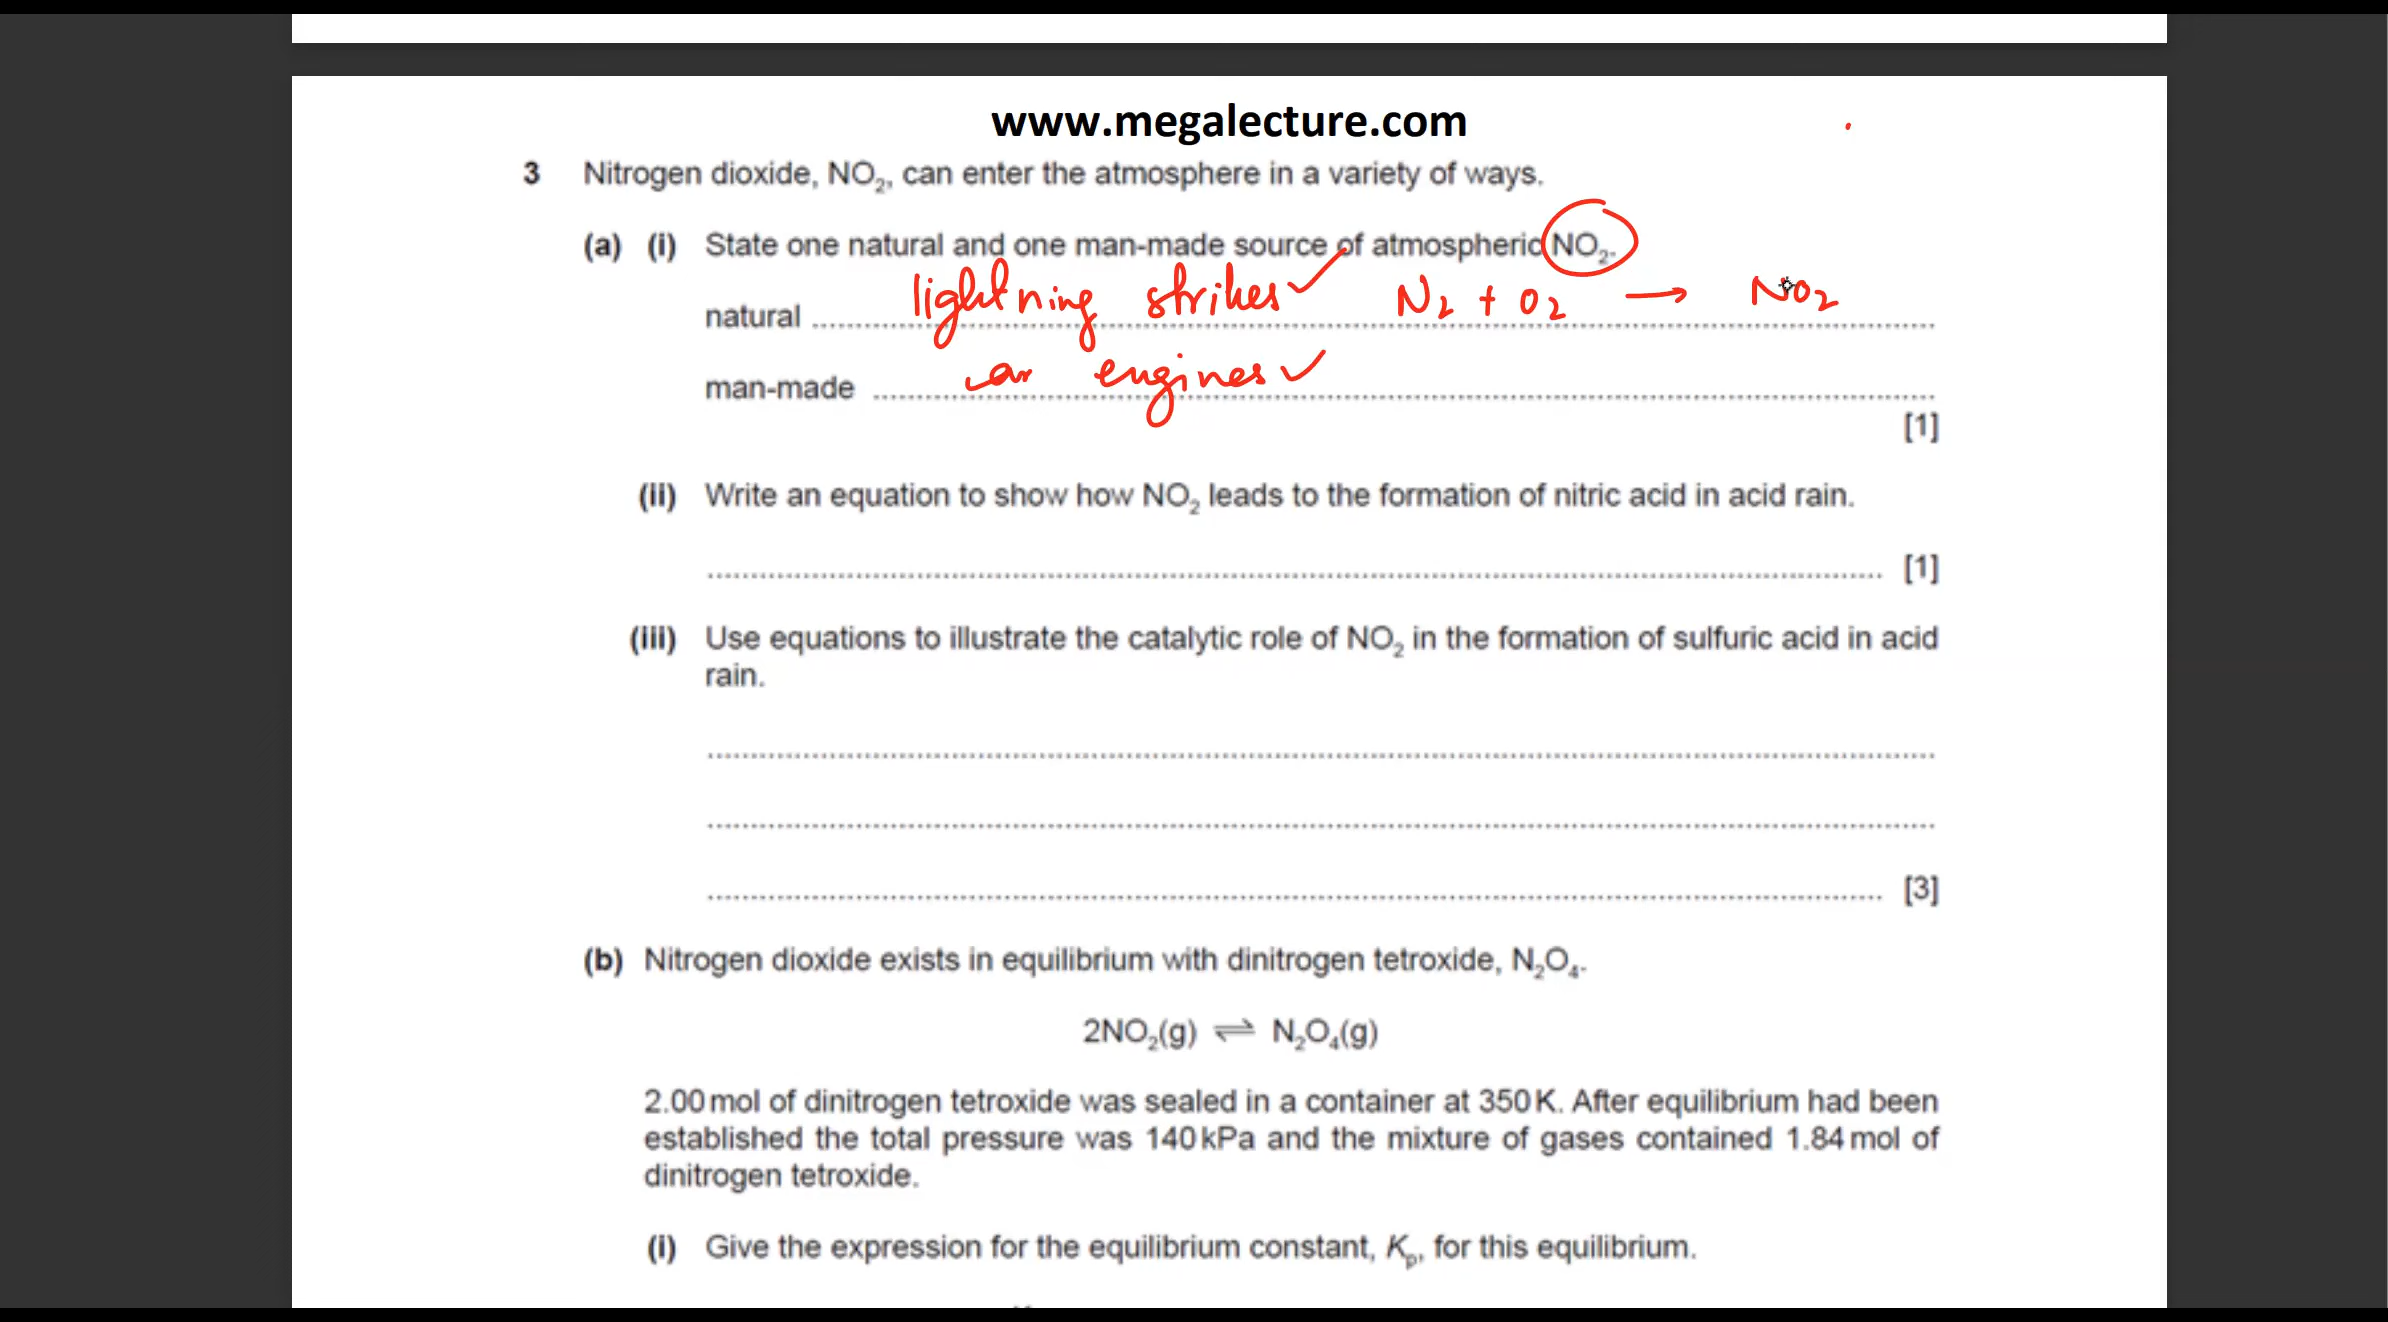 www.megalecture.com
3 Nitrogen dioxide, NO₂, can enter the atmosphere in a variety of ways.
(a) (i) State one natural and one man-made source of atmospheric NO₂.
natural lightning strikes ✓ N₂ + O₂ → NO₂
man-made car engines ✓
[1]
(ii) Write an equation to show how NO₂ leads to the formation of nitric acid in acid rain.
[1]
(iii) Use equations to illustrate the catalytic role of NO₂ in the formation of sulfuric acid in acid
rain.
[3]
(b) Nitrogen dioxide exists in equilibrium with dinitrogen tetroxide, N₂O₄.
2NO₂(g) ⇌ N₂O₄(g)
2.00 mol of dinitrogen tetroxide was sealed in a container at 350 K. After equilibrium had been
established the total pressure was 140 kPa and the mixture of gases contained 1.84 mol of
dinitrogen tetroxide.
(i) Give the expression for the equilibrium constant, Kₚ, for this equilibrium.